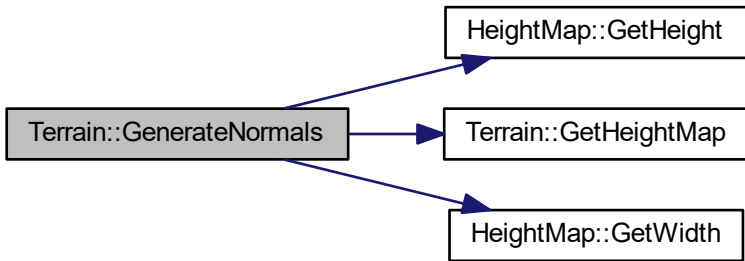 HeightMap::GetHeight
Terrain::GenerateNormals
Terrain::GetHeightMap
HeightMap::GetWidth